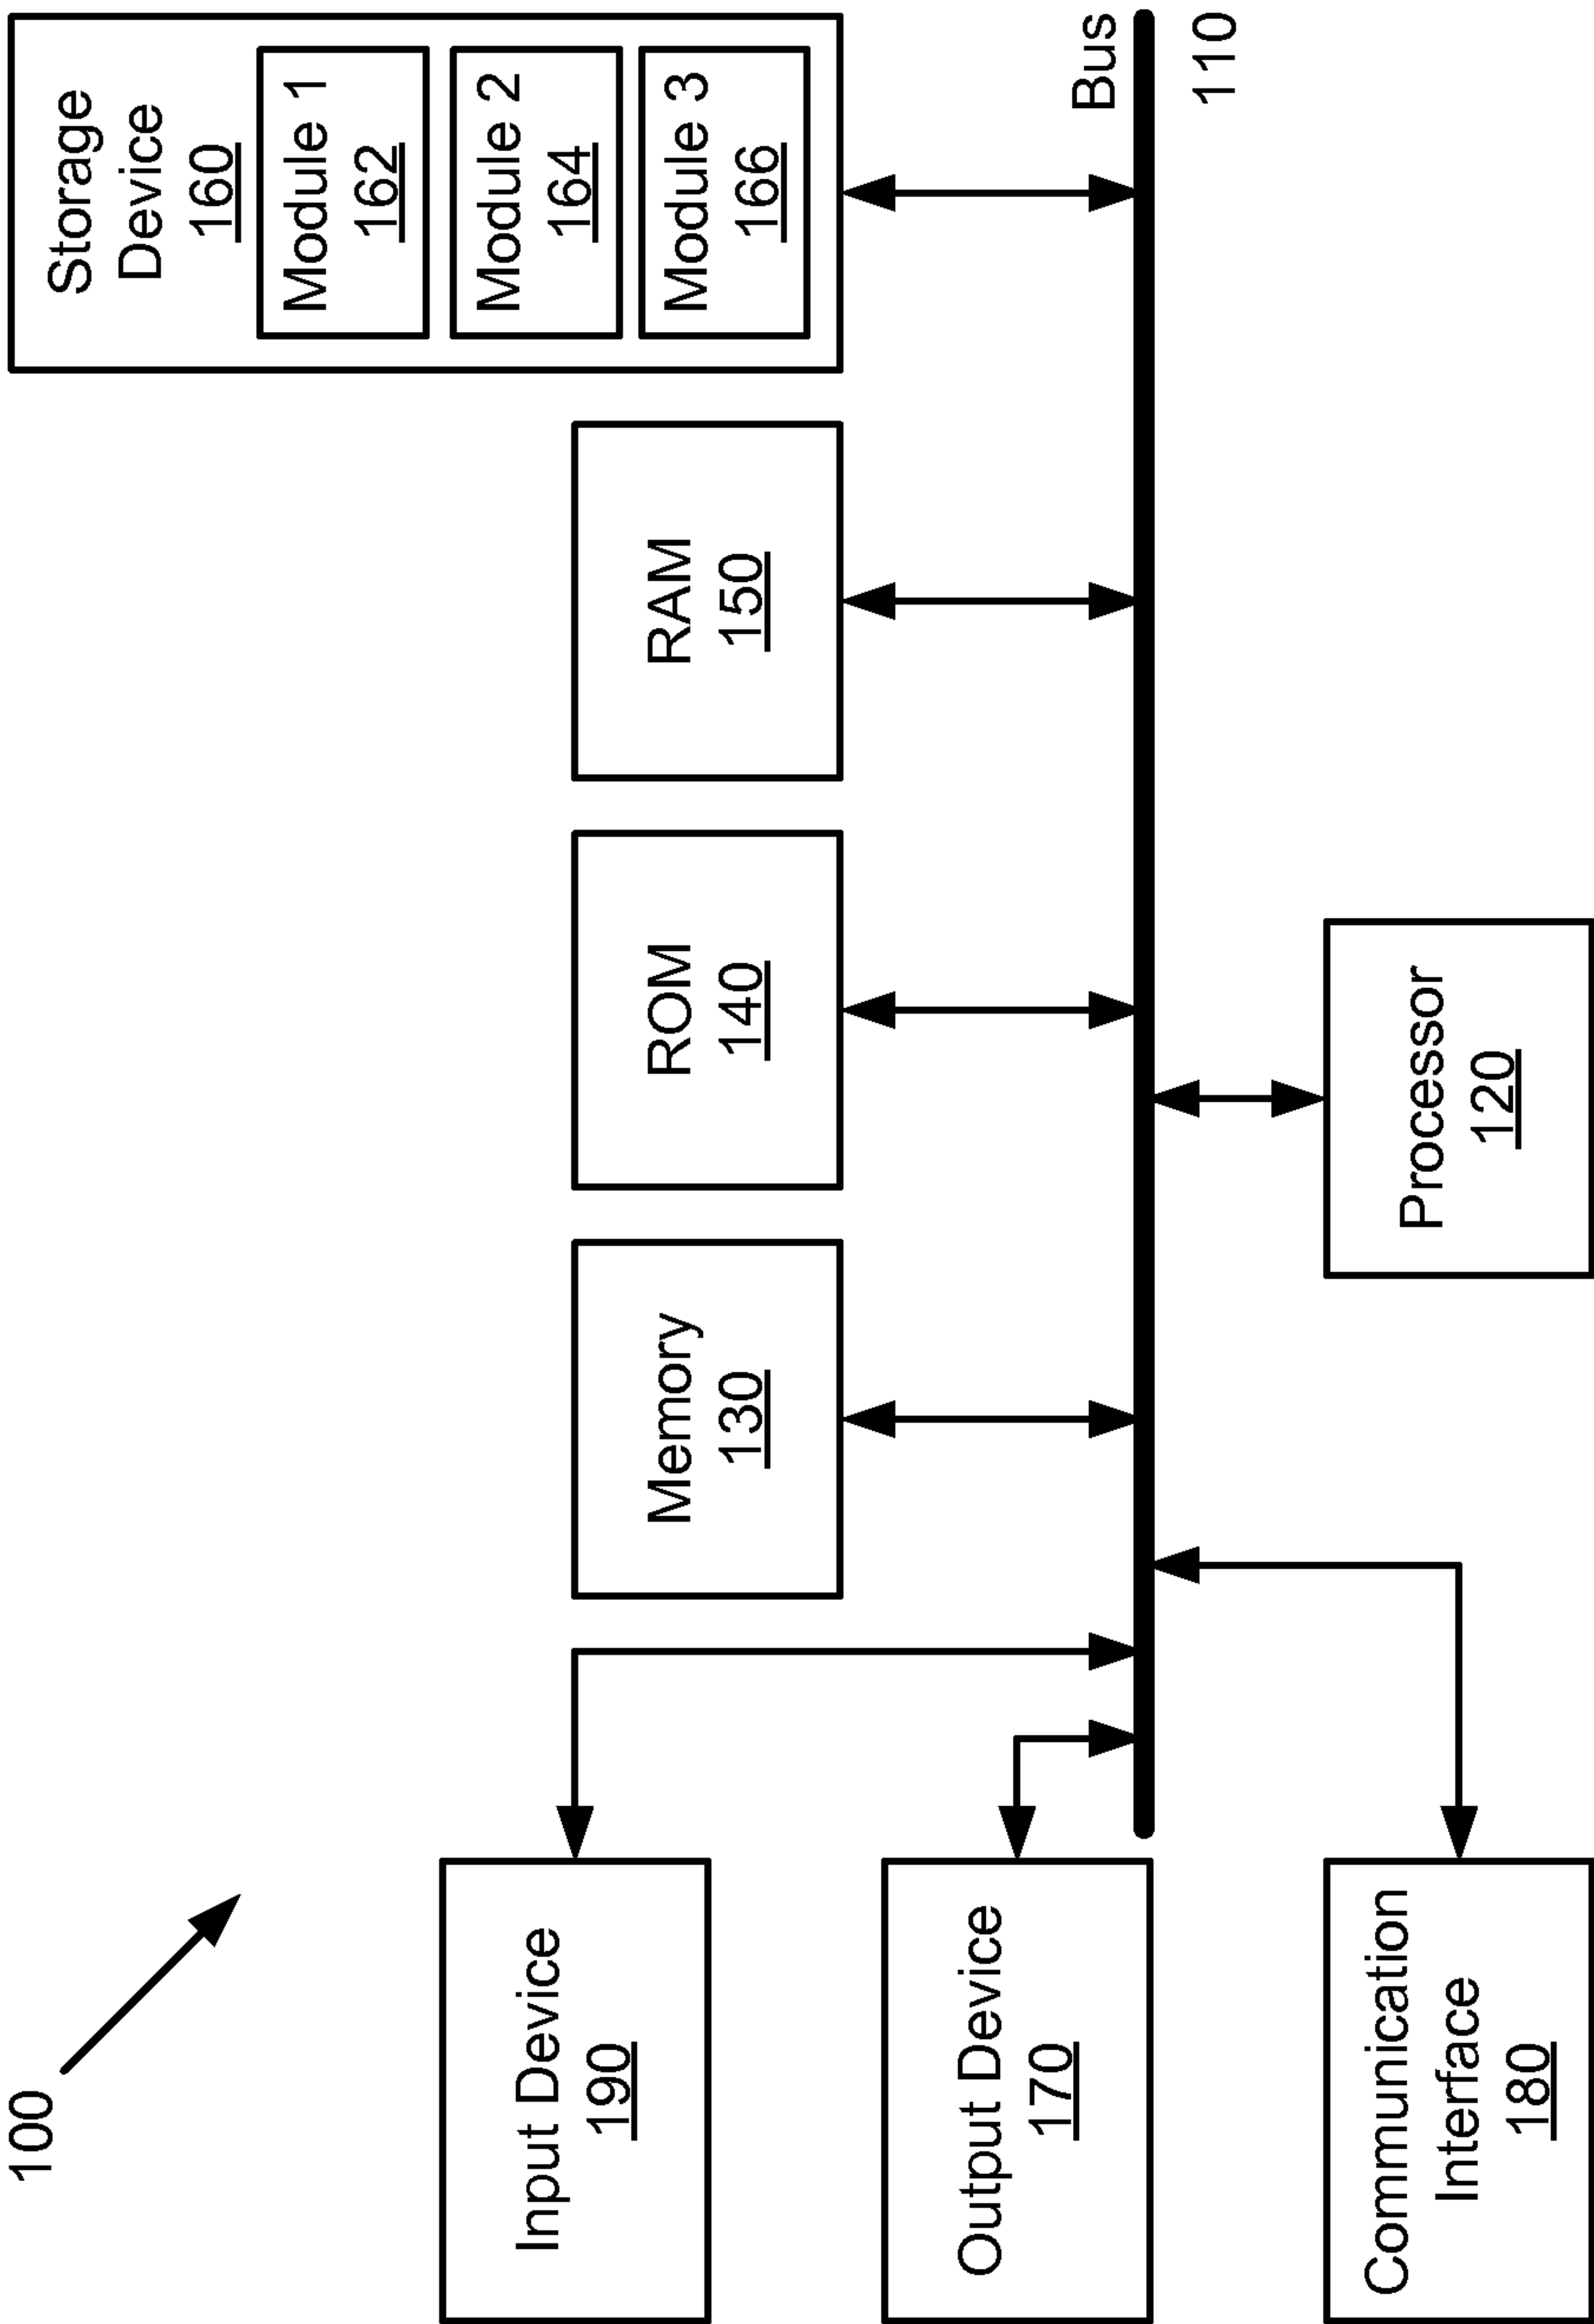 100
Input Device
190
Output Device
170
Communication
Interface
180
Memory
130
ROM
140
RAM
150
Storage
Device
160
Module 1
162
Module 2
164
Module 3
166
Bus
110
Processor
120